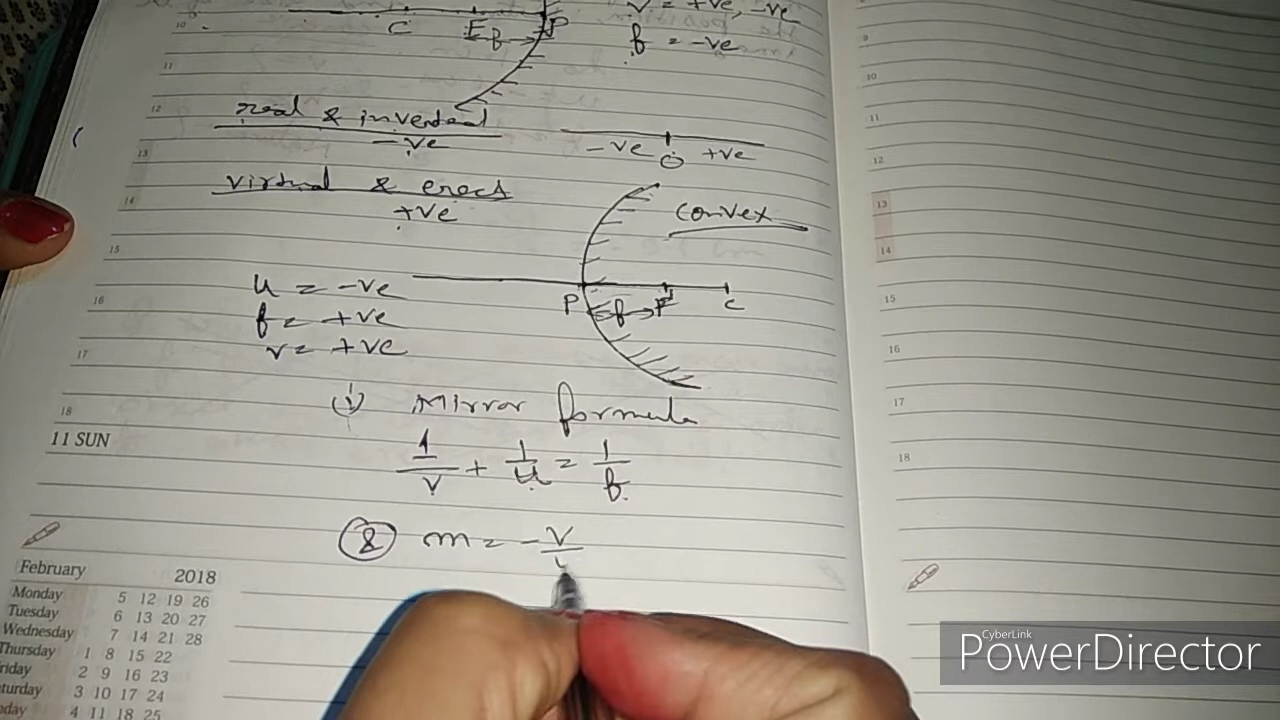 v = +ve, -ve
C F f P
f = -ve
real & inverted
-ve
-ve O +ve
virtual & erect
+ve
convex
u = -ve
f = +ve
v = +ve
P f F C
(i) Mirror formula
1/v + 1/u = 1/f
(2) m = -v/u
10
11
12
13
14
15
16
17
18
11 SUN
February 2018
Monday 5 12 19 26
Tuesday 6 13 20 27
Wednesday 7 14 21 28
Thursday 1 8 15 22
riday 2 9 16 23
aturday 3 10 17 24
nday 4 11 18 25
9
10
11
12
13
14
15
16
17
18
CyberLink
PowerDirector